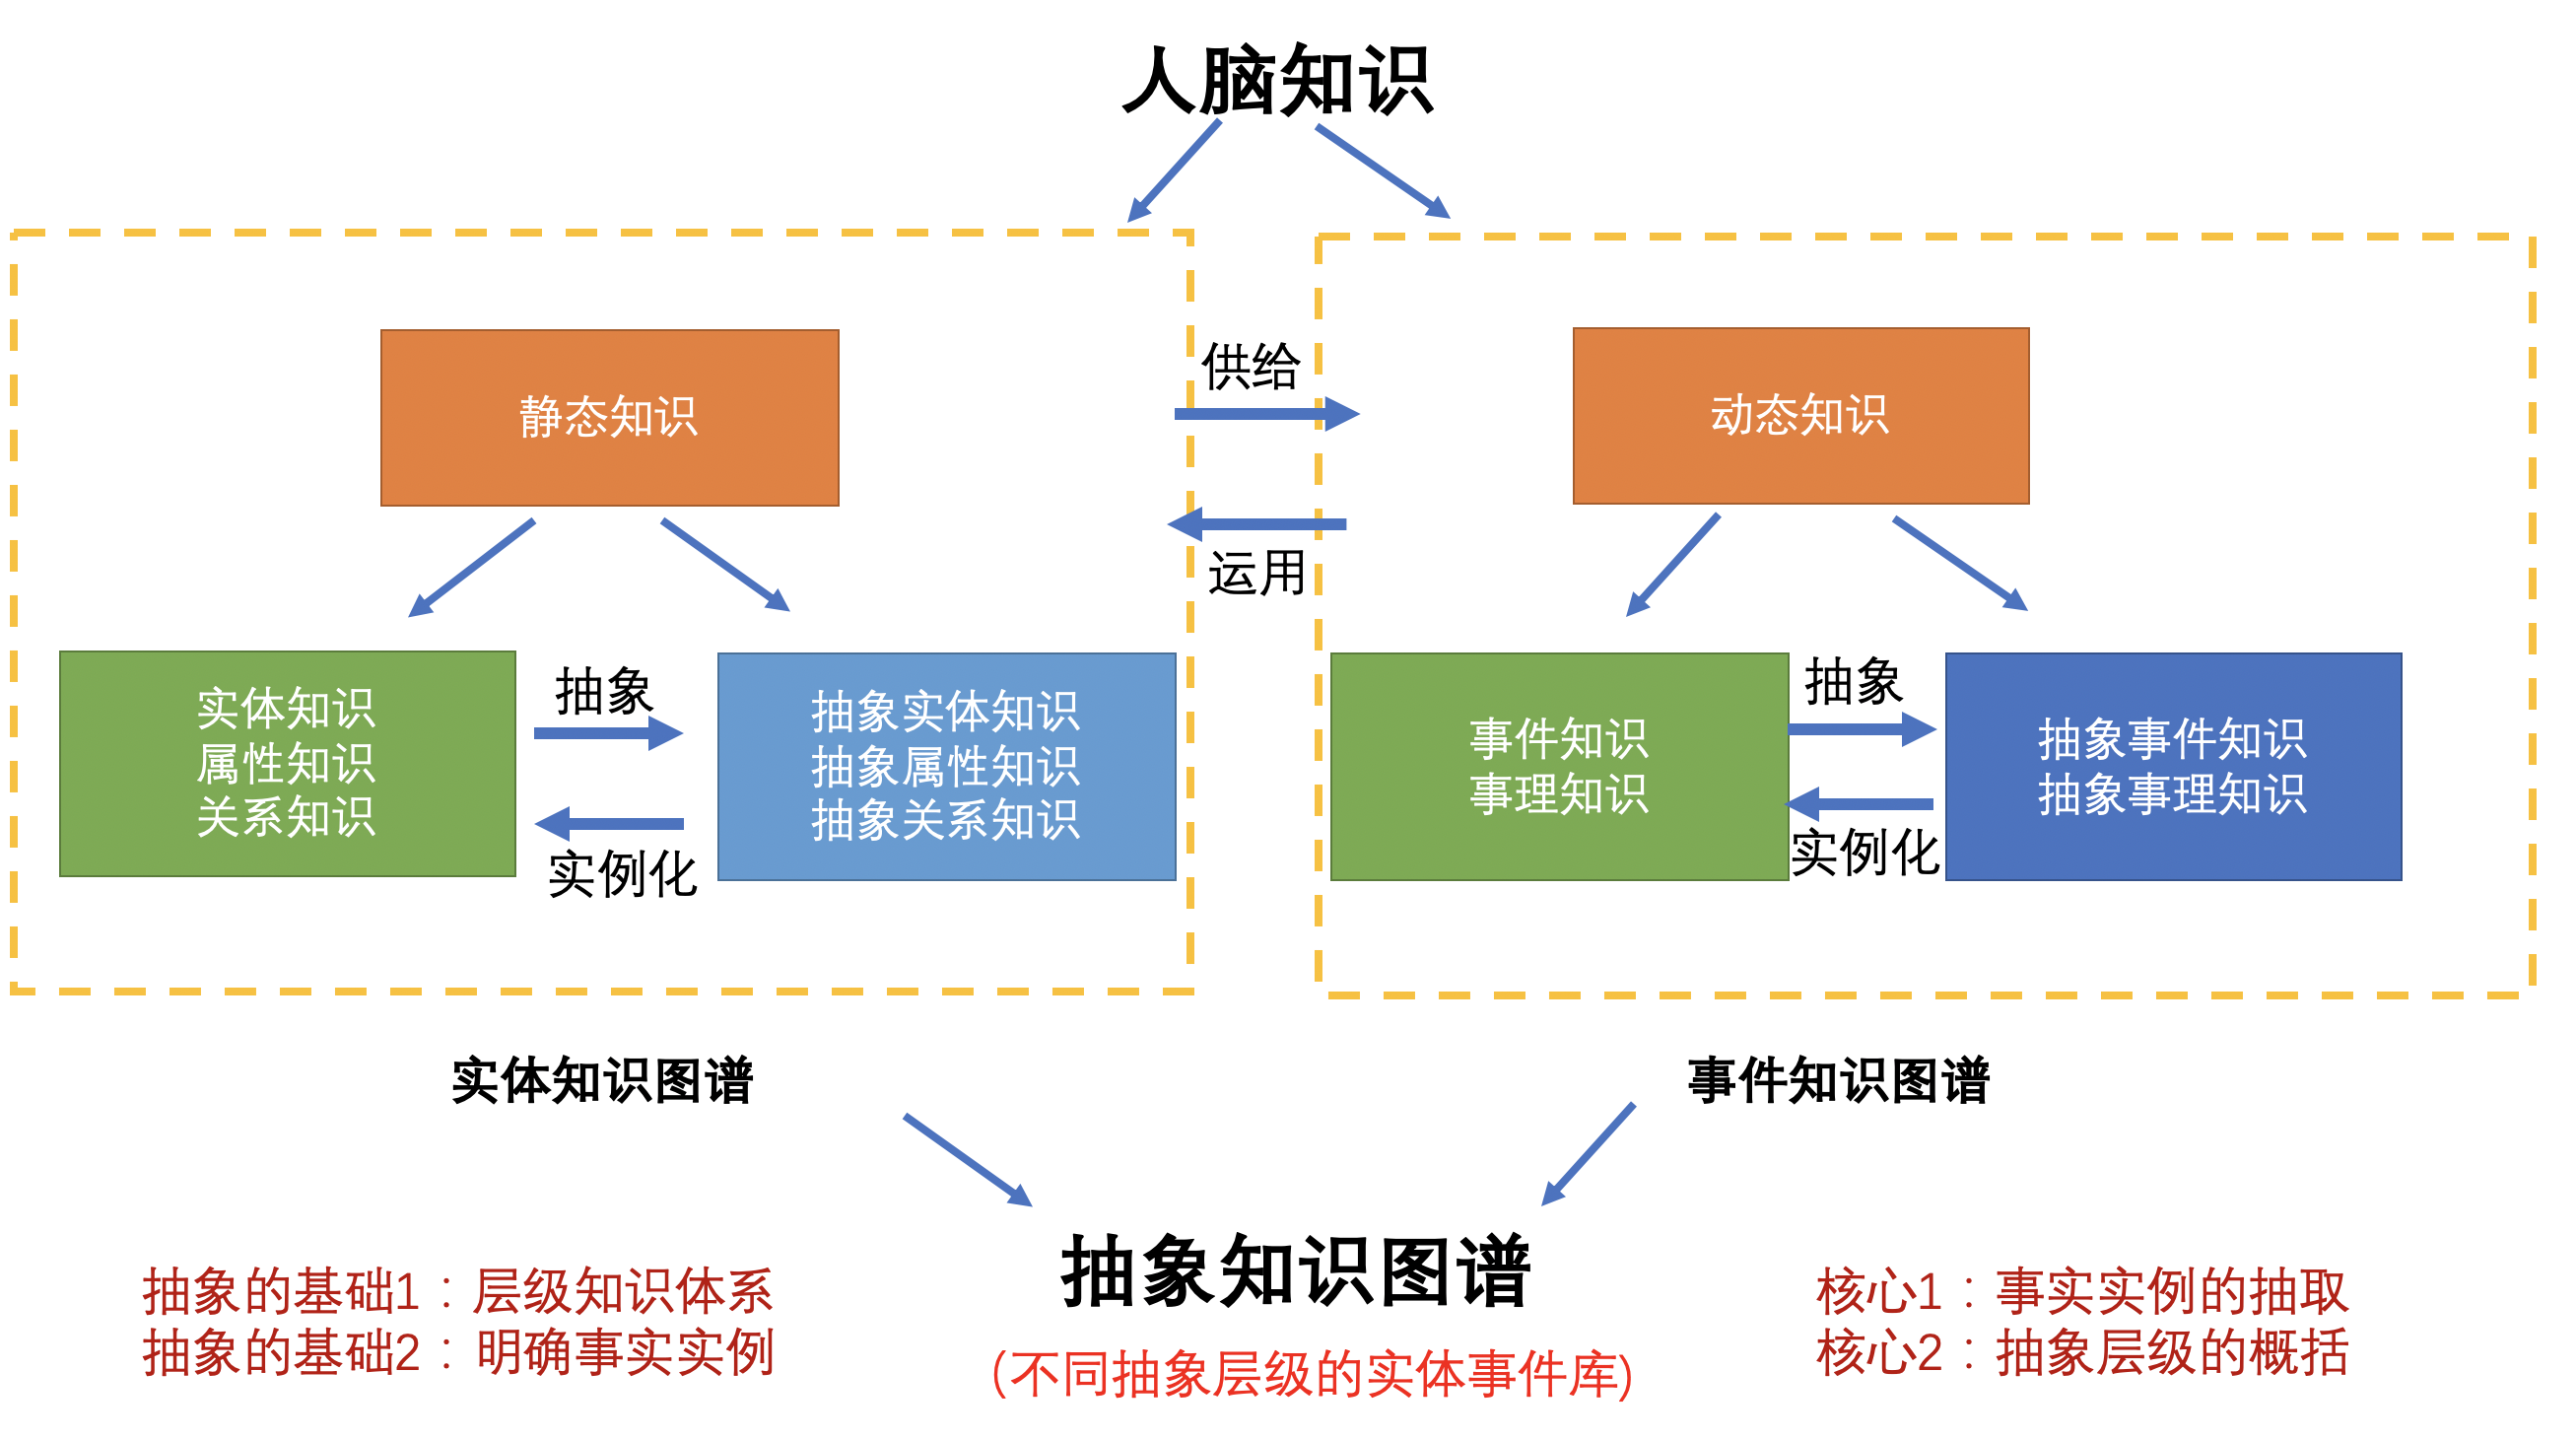 人脑知识
静态知识
供给
动态知识
运用
实体知识
属性知识
关系知识
抽象
实例化
抽象实体知识
抽象属性知识
抽象关系知识
事件知识
事理知识
抽象
实例化
抽象事件知识
抽象事理知识
实体知识图谱
事件知识图谱
抽象知识图谱
(不同抽象层级的实体事件库)
抽象的基础1：层级知识体系
抽象的基础2：明确事实实例
核心1：事实实例的抽取
核心2：抽象层级的概括